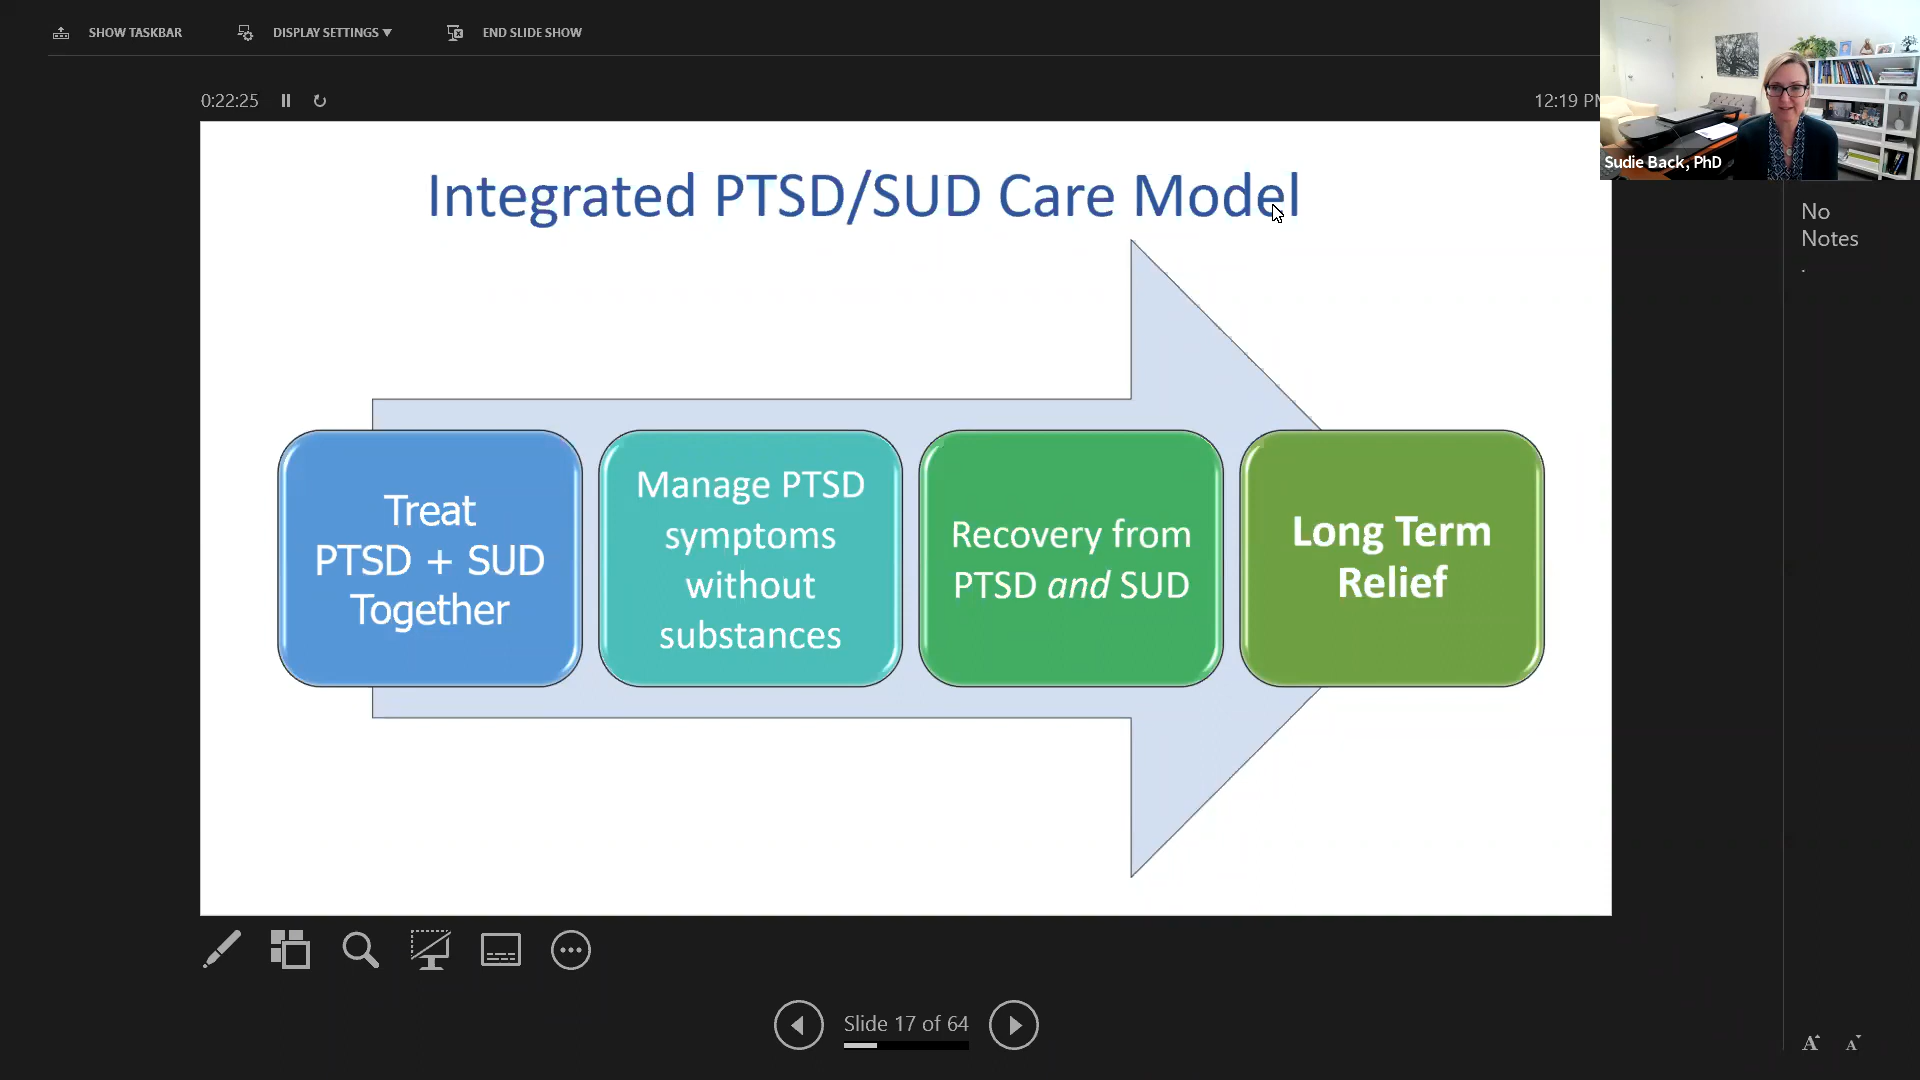 SHOW TASKBAR
DISPLAY SETTINGS ▼
END SLIDE SHOW
0:22:25
12:19 PM
Sudie Back, PhD
No
Notes
.
Integrated PTSD/SUD Care Model
Treat
PTSD + SUD
Together
Manage PTSD
symptoms
without
substances
Recovery from
PTSD and SUD
Long Term
Relief
Slide 17 of 64
A
A